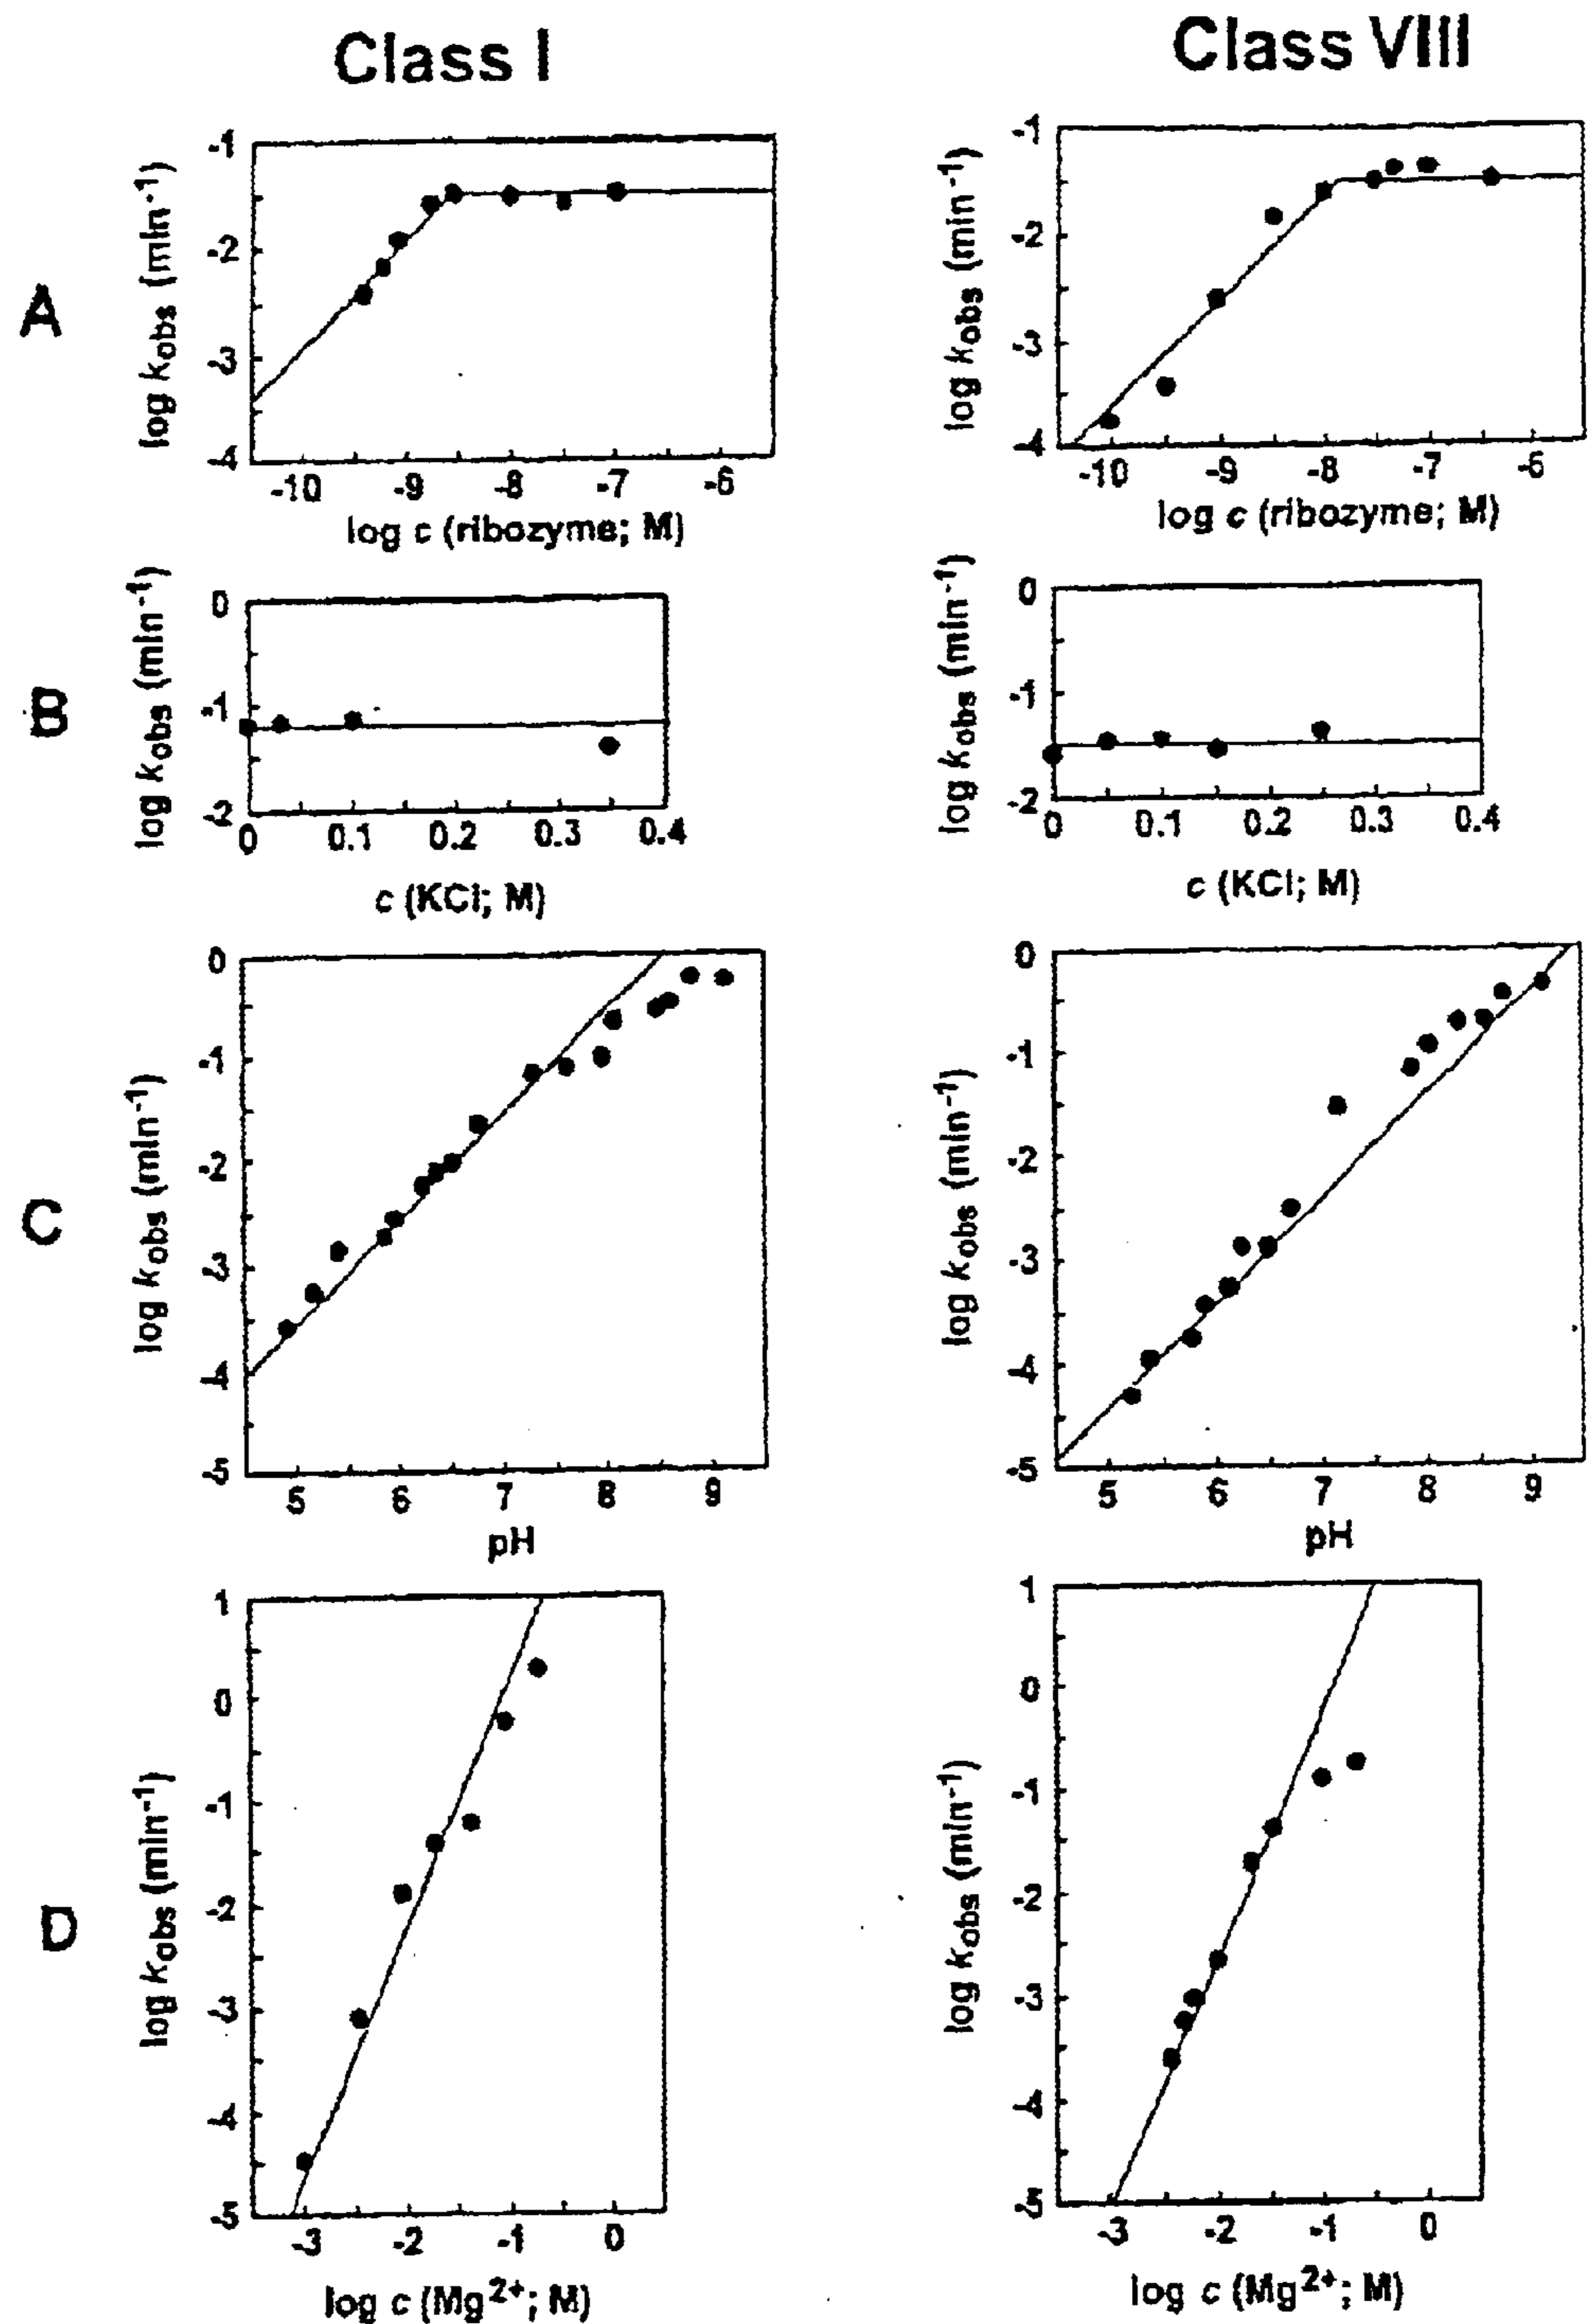 Class I
Class VIII
A
log kobs (min⁻¹)
-1
-2
-3
-4
-10 -9 -8 -7 -6
log c (ribozyme; M)
log kobs (min⁻¹)
-1
-2
-3
-4
-10 -9 -8 -7 -6
log c (ribozyme; M)
B
log kobs (min⁻¹)
0
-1
-2
0 0.1 0.2 0.3 0.4
c (KCl; M)
log kobs (min⁻¹)
0
-1
-2
0 0.1 0.2 0.3 0.4
c (KCl; M)
C
log kobs (min⁻¹)
0
-1
-2
-3
-4
-5
5 6 7 8 9
pH
log kobs (min⁻¹)
0
-1
-2
-3
-4
-5
5 6 7 8 9
pH
D
log kobs (min⁻¹)
1
0
-1
-2
-3
-4
-5
-3 -2 -1 0
log c (Mg²⁺; M)
log kobs (min⁻¹)
1
0
-1
-2
-3
-4
-5
-3 -2 -1 0
log c (Mg²⁺; M)